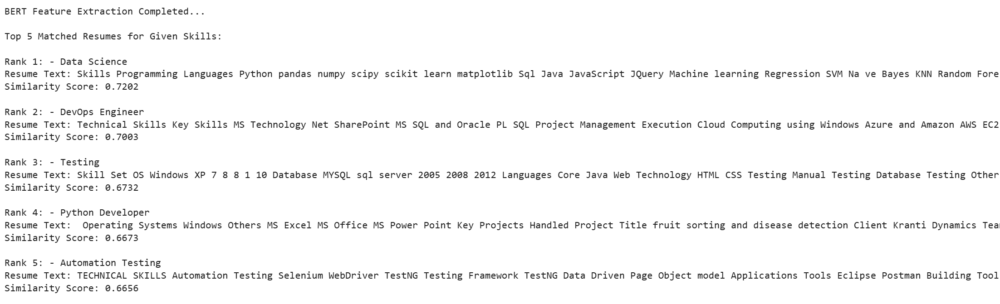 BERT Feature Extraction Completed...
Top 5 Matched Resumes for Given Skills:
Rank 1: - Data Science
Resume Text: Skills Programming Languages Python pandas numpy scipy scikit learn matplotlib Sql Java JavaScript JQuery Machine learning Regression SVM Na ve Bayes KNN Random Fore
Similarity Score: 0.7202
Rank 2: - DevOps Engineer
Resume Text: Technical Skills Key Skills MS Technology Net SharePoint MS SQL and Oracle PL SQL Project Management Execution Cloud Computing using Windows Azure and Amazon AWS EC2
Similarity Score: 0.7003
Rank 3: - Testing
Resume Text: Skill Set OS Windows XP 7 8 8 1 10 Database MYSQL sql server 2005 2008 2012 Languages Core Java Web Technology HTML CSS Testing Manual Testing Database Testing Other
Similarity Score: 0.6732
Rank 4: - Python Developer
Resume Text:  Operating Systems Windows Others MS Excel MS Office MS Power Point Key Projects Handled Project Title fruit sorting and disease detection Client Kranti Dynamics Tea
Similarity Score: 0.6673
Rank 5: - Automation Testing
Resume Text: TECHNICAL SKILLS Automation Testing Selenium WebDriver TestNG Testing Framework TestNG Data Driven Page Object model Applications Tools Eclipse Postman Building Tool
Similarity Score: 0.6656